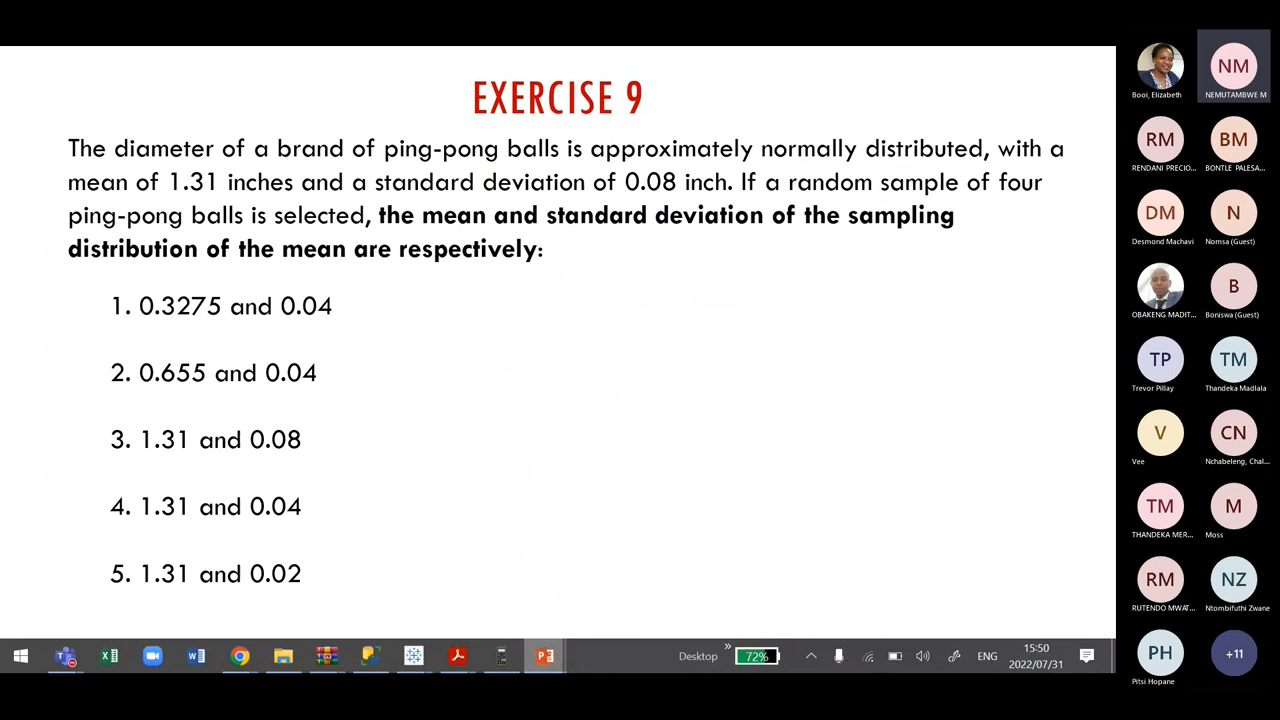 EXERCISE 9
The diameter of a brand of ping-pong balls is approximately normally distributed, with a
mean of 1.31 inches and a standard deviation of 0.08 inch. If a random sample of four
ping-pong balls is selected, the mean and standard deviation of the sampling
distribution of the mean are respectively:
1. 0.3275 and 0.04
2. 0.655 and 0.04
3. 1.31 and 0.08
4. 1.31 and 0.04
5. 1.31 and 0.02
Booi, Elizabeth
NM
NEMUTAMBWE M
RM
RENDANI PRECIO...
BM
BONTLE PALESA...
DM
Desmond Machavi
N
Nomsa (Guest)
OBAKENG MADIT...
B
Boniswa (Guest)
TP
Trevor Pillay
TM
Thandeka Madlala
V
Vee
CN
Nchabeleng, Chal...
TM
THANDEKA MER...
M
Moss
RM
RUTENDO MWAT...
NZ
Ntombifuthi Zwane
PH
Pitsi Hopane
+11
Desktop
»
72%
ENG
15:50
2022/07/31